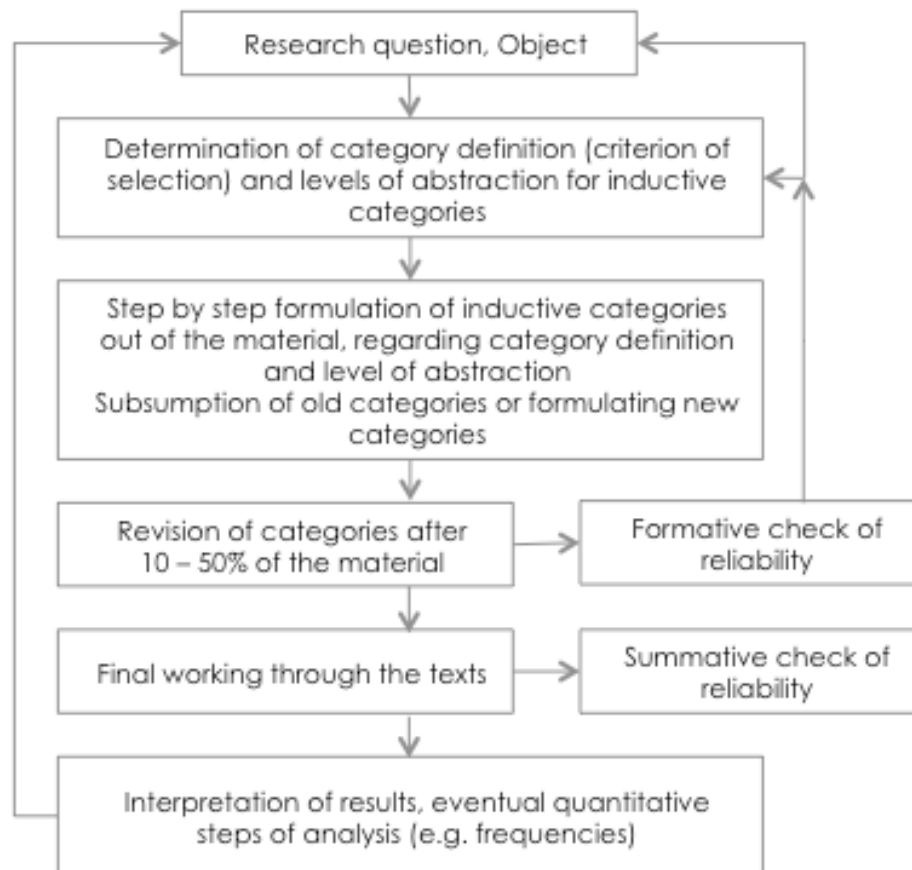 Research question, Object
Determination of category definition (criterion of
selection) and levels of abstraction for inductive
categories
Step by step formulation of inductive categories
out of the material, regarding category definition
and level of abstraction
Subsumption of old categories or formulating new
categories
Revision of categories after
10 – 50% of the material
Formative check of
reliability
Final working through the texts
Summative check of
reliability
Interpretation of results, eventual quantitative
steps of analysis (e.g. frequencies)